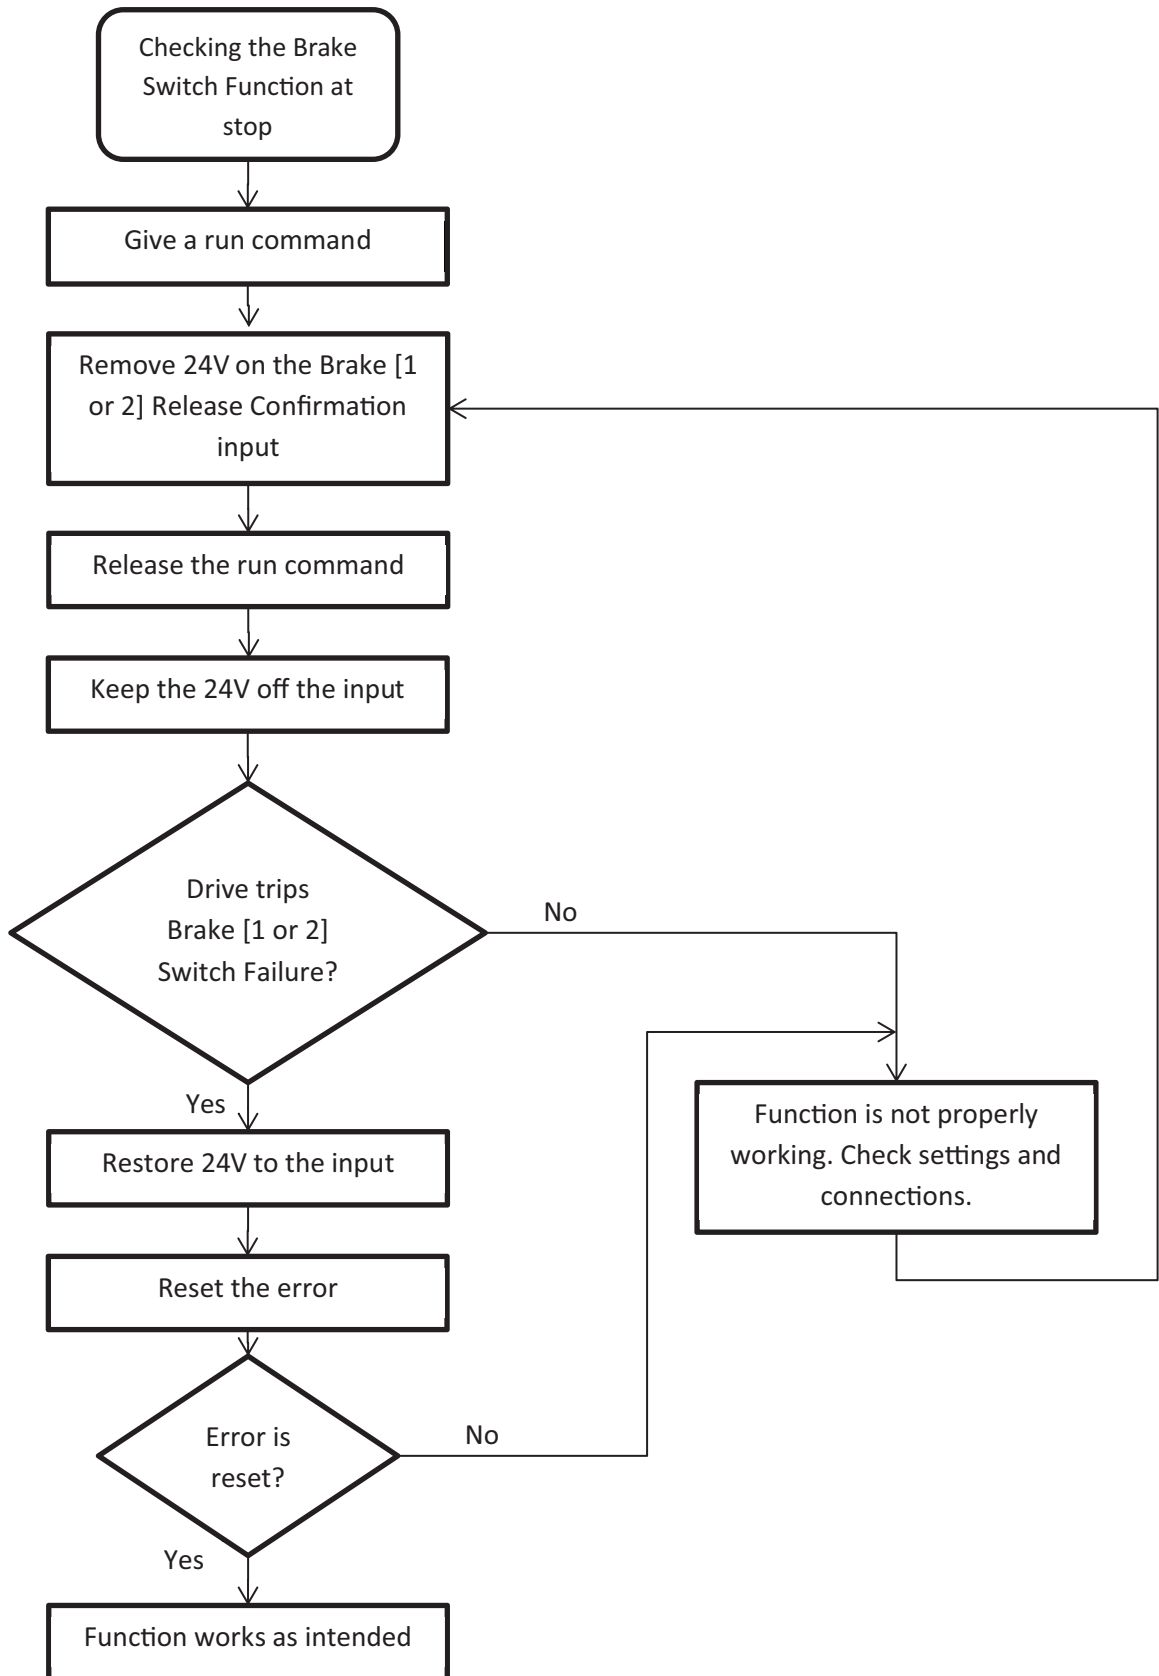 Checking the Brake
Switch Function at
stop
Give a run command
Remove 24V on the Brake [1
or 2] Release Confirmation
input
Release the run command
Keep the 24V off the input
Drive trips
Brake [1 or 2]
Switch Failure?
No
Yes
Restore 24V to the input
Function is not properly
working. Check settings and
connections.
Reset the error
Error is
reset?
No
Yes
Function works as intended